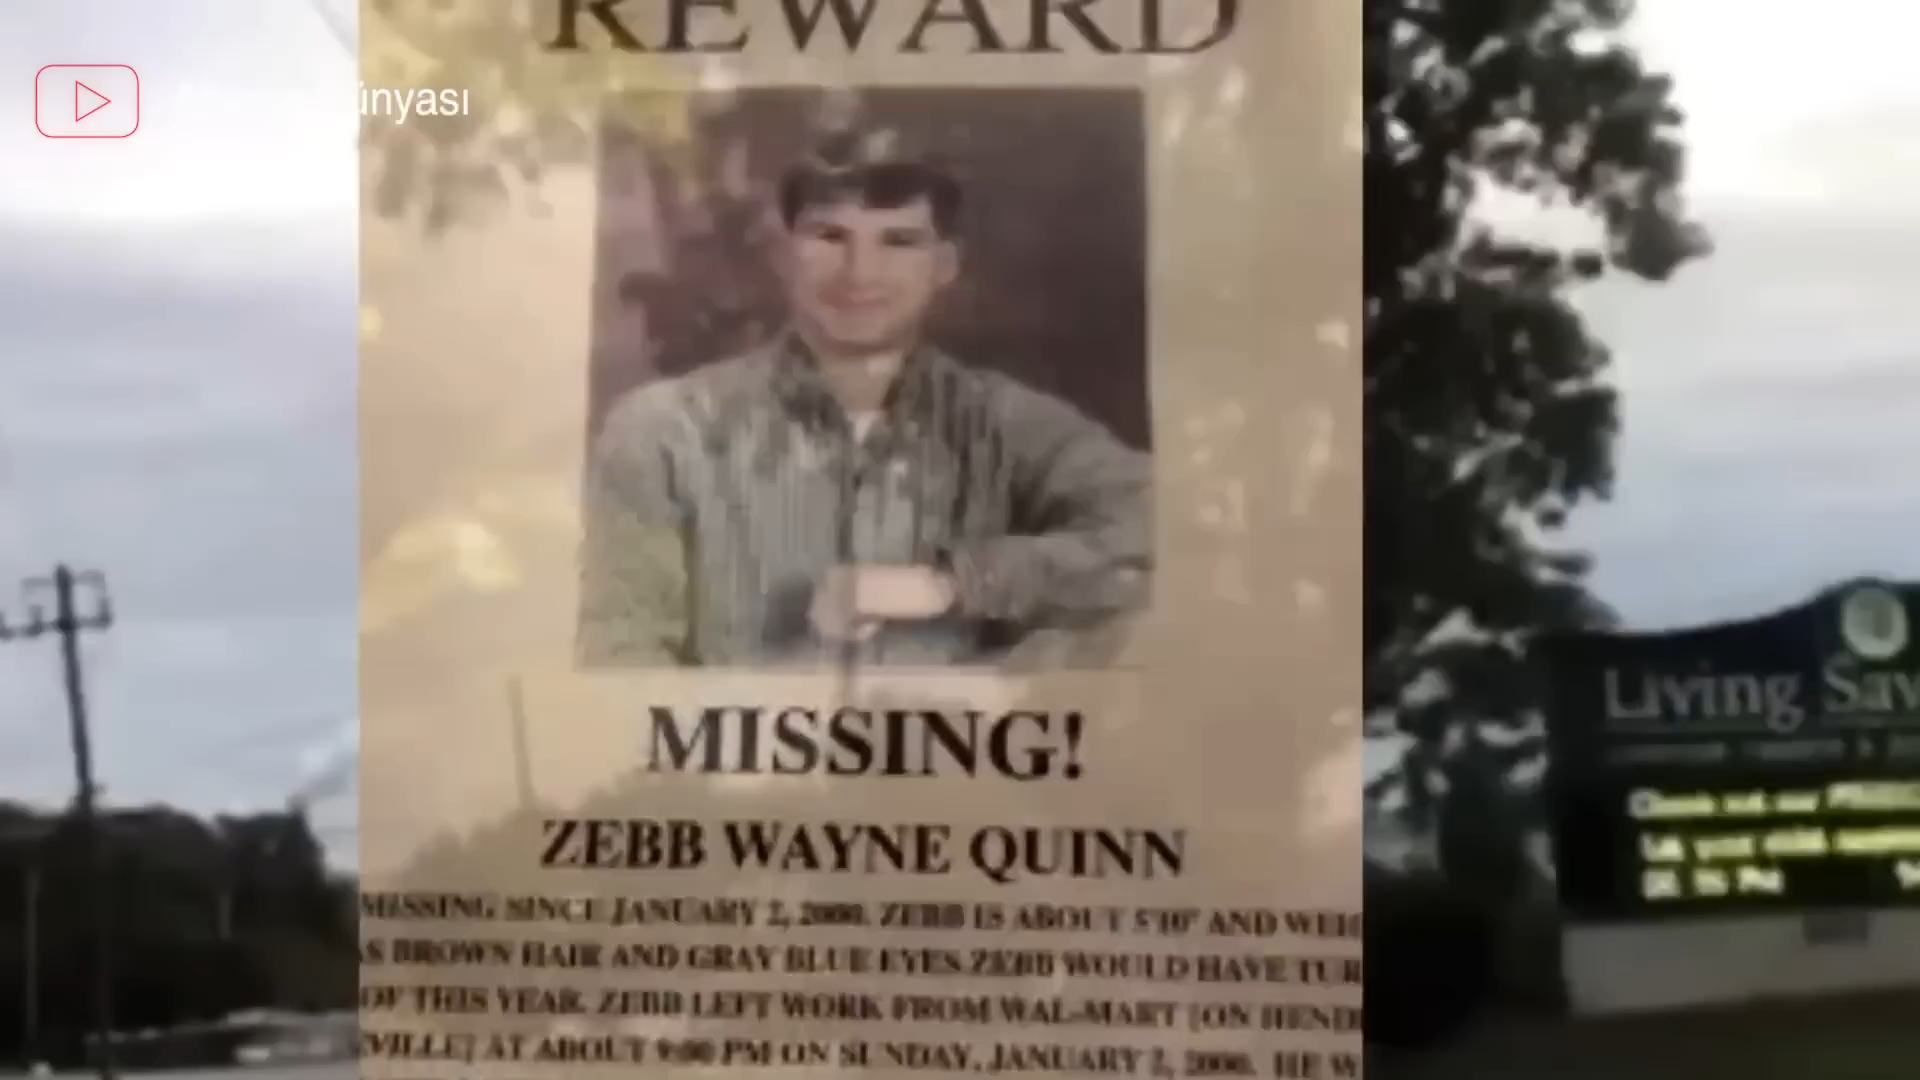 REWARD
ünyası
MISSING!
ZEBB WAYNE QUINN
MISSING SINCE JANUARY 2, 2000. ZEBB IS ABOUT 5'10" AND WEI
S BROWN HAIR AND GRAY BLUE EYES. ZEBB WOULD HAVE TUR
OF THIS YEAR. ZEBB LEFT WORK FROM WAL-MART [ON HEND
VILLE] AT ABOUT 9:00 PM ON SUNDAY, JANUARY 2, 2000. HE W
Living Sav